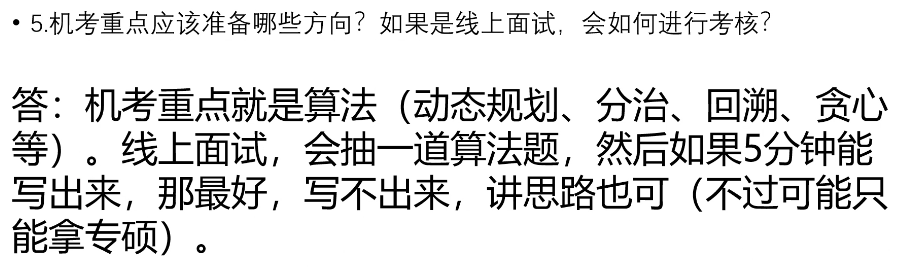 • 5.机考重点应该准备哪些方向？如果是线上面试，会如何进行考核？
答：机考重点就是算法（动态规划、分治、回溯、贪心
等）。线上面试，会抽一道算法题，然后如果5分钟能
写出来，那最好，写不出来，讲思路也可（不过可能只
能拿专硕）。